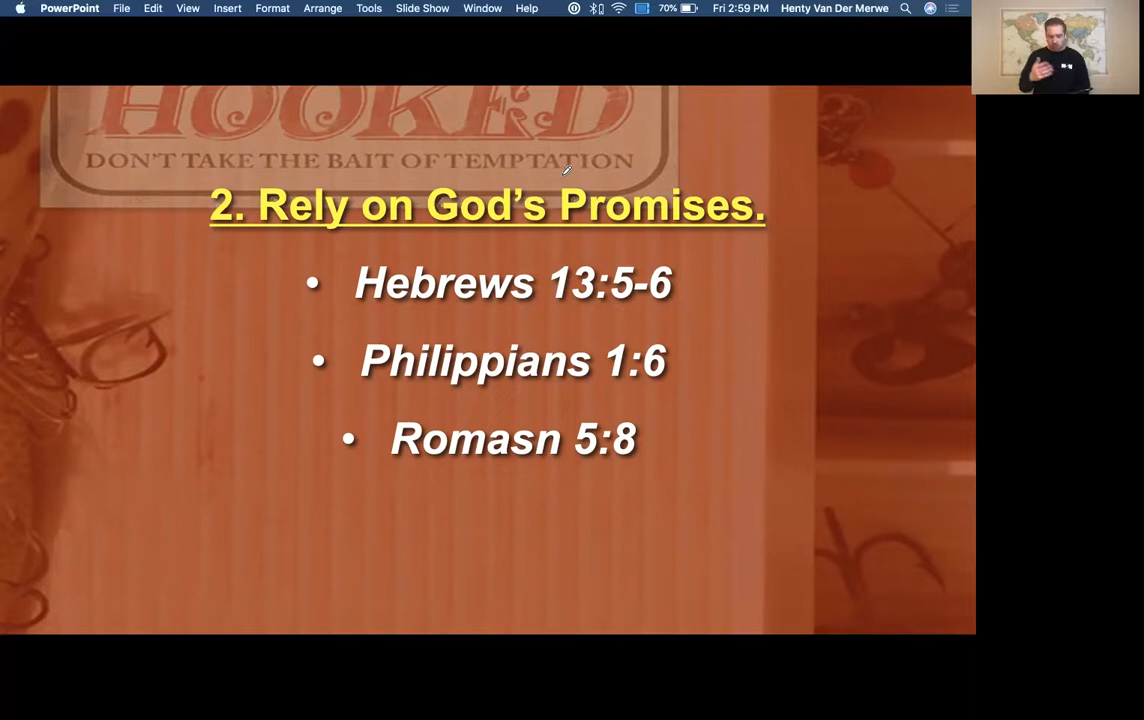 PowerPoint File Edit View Insert Format Arrange Tools Slide Show Window Help 70% Fri 2:59 PM Henty Van Der Merwe
HOOKED
DON'T TAKE THE BAIT OF TEMPTATION
2. Rely on God’s Promises.
• Hebrews 13:5-6
• Philippians 1:6
• Romasn 5:8